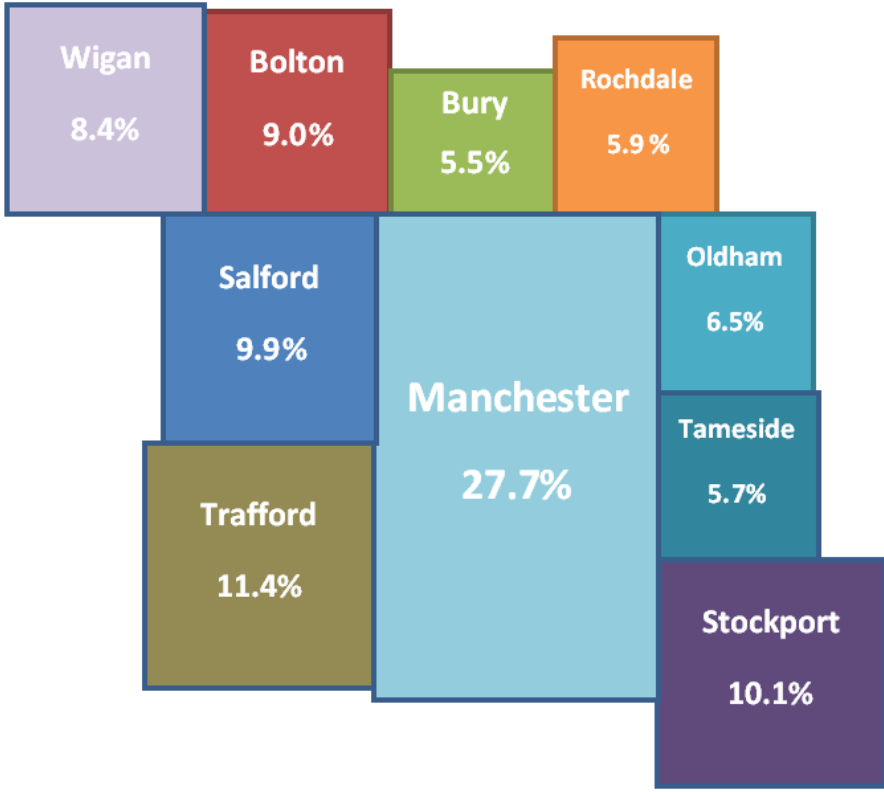 Wigan
8.4%
Bolton
9.0%
Bury
5.5%
Rochdale
5.9 %
Salford
9.9%
Manchester
27.7%
Oldham
6.5%
Tameside
5.7%
Trafford
11.4%
Stockport
10.1%